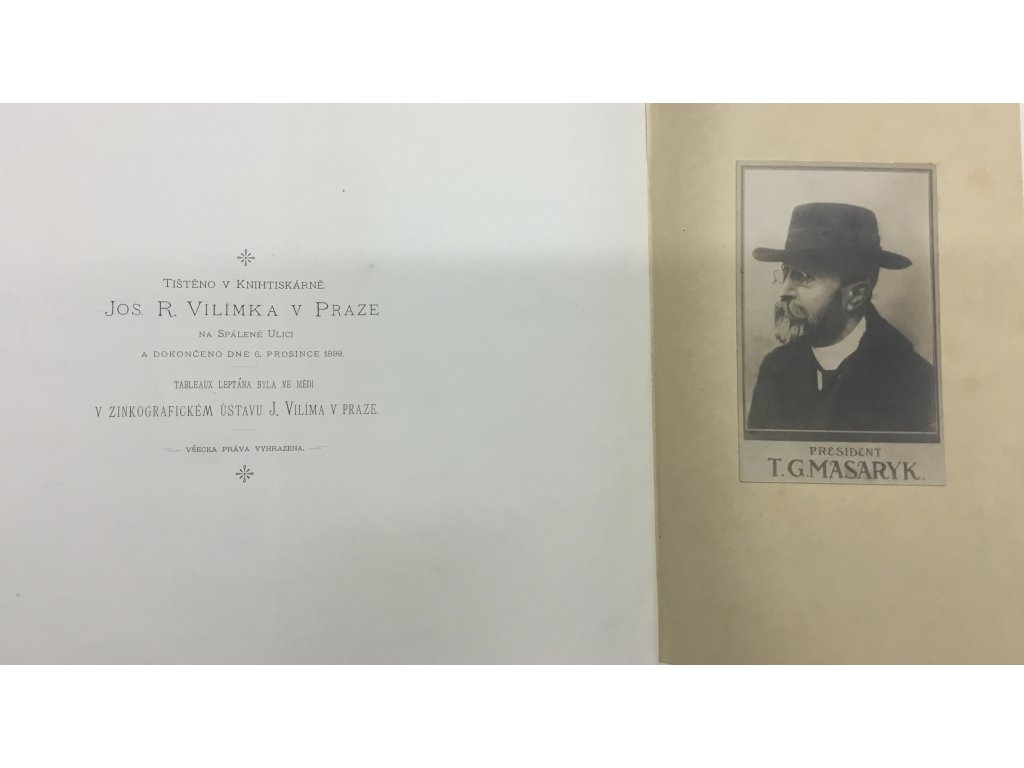 Tištěno v Knihtiskárně
Jos. R. Vilímka v Praze
na Spálené Ulici
a dokončeno dne 6. prosince 1898.
tableaux leptána byla ve mědi
v zinkografickém ústavu J. Vilíma v Praze.
Všecka práva vyhrazena.
PRESIDENT
T. G. MASARYK.